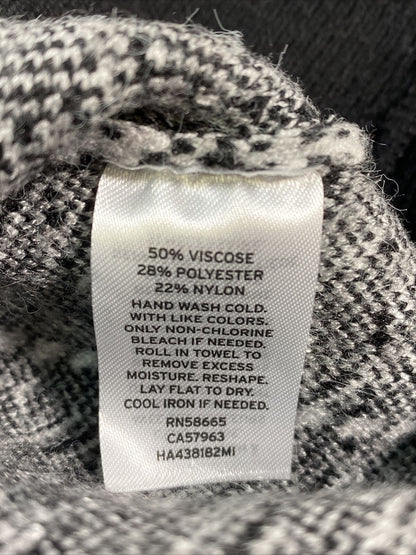 50% VISCOSE
28% POLYESTER
22% NYLON
HAND WASH COLD.
WITH LIKE COLORS.
ONLY NON-CHLORINE
BLEACH IF NEEDED.
ROLL IN TOWEL TO
REMOVE EXCESS
MOISTURE. RESHAPE.
LAY FLAT TO DRY.
COOL IRON IF NEEDED.
RN58665
CA57963
HA438182MI